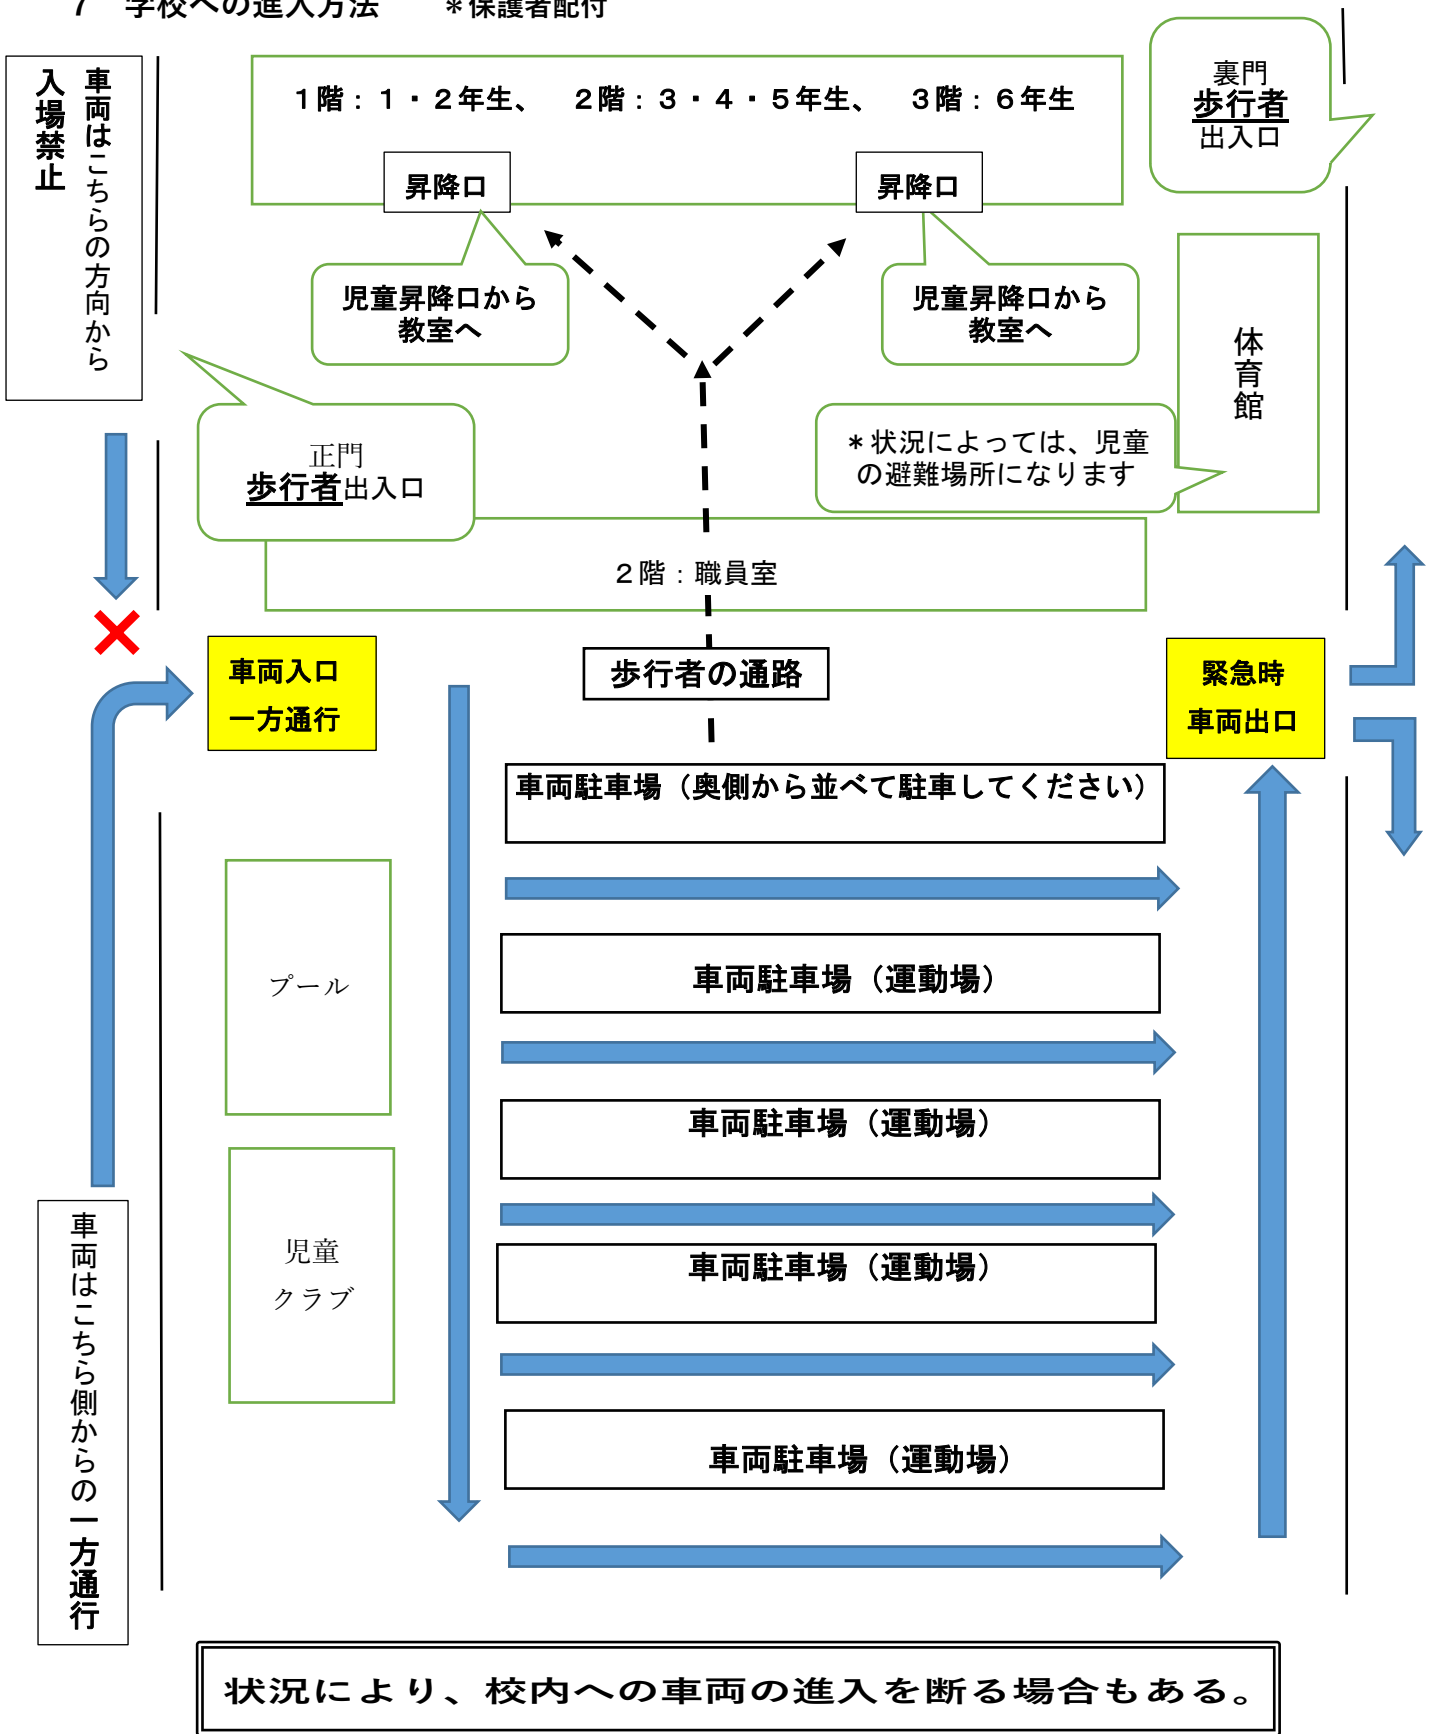 ７　学校への進入方法　　＊保護者配付
車両はこちらの方向から
入場禁止
１階：１・２年生、　２階：３・４・５年生、　３階：６年生
昇降口
昇降口
裏門
歩行者
出入口
児童昇降口から
教室へ
児童昇降口から
教室へ
体育館
正門
歩行者出入口
＊状況によっては、児童
の避難場所になります
２階：職員室
車両入口
一方通行
歩行者の通路
緊急時
車両出口
車両駐車場（奥側から並べて駐車してください）
プール
車両駐車場（運動場）
車両駐車場（運動場）
児童
クラブ
車両駐車場（運動場）
車両はこちら側からの一方通行
車両駐車場（運動場）
状況により、校内への車両の進入を断る場合もある。